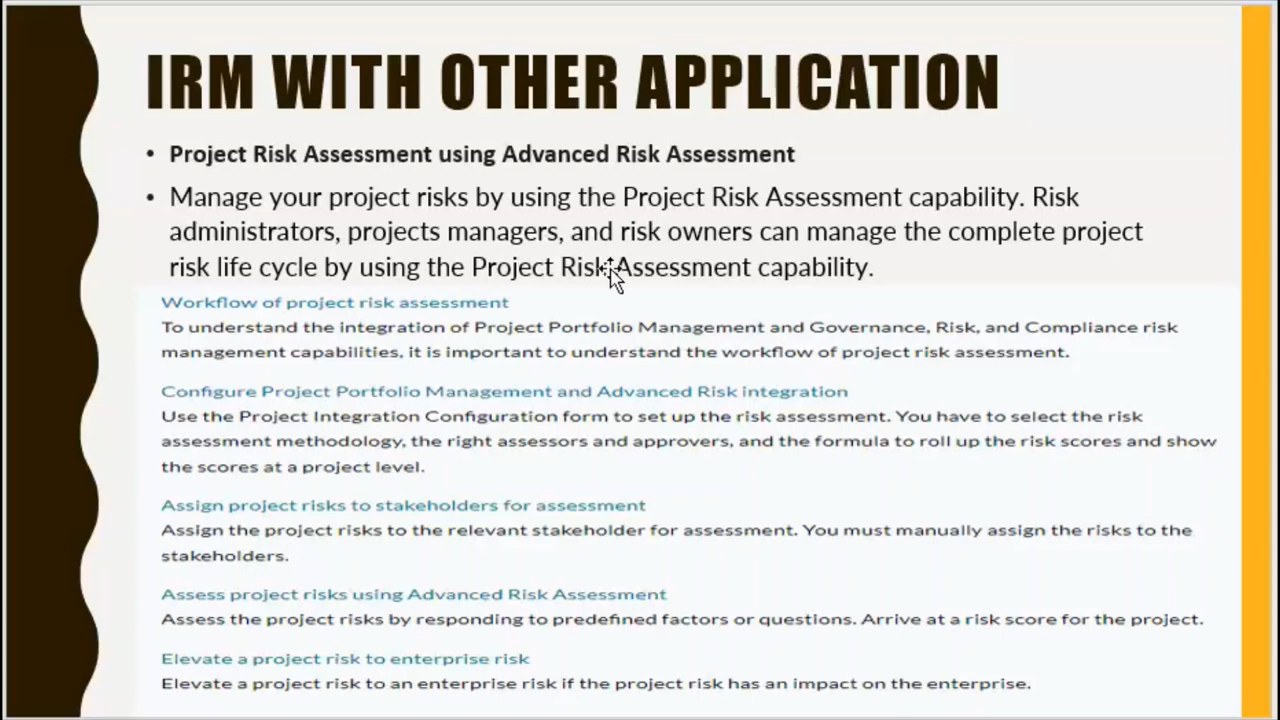 IRM WITH OTHER APPLICATION
• Project Risk Assessment using Advanced Risk Assessment
• Manage your project risks by using the Project Risk Assessment capability. Risk
administrators, projects managers, and risk owners can manage the complete project
risk life cycle by using the Project Risk Assessment capability.
Workflow of project risk assessment
To understand the integration of Project Portfolio Management and Governance, Risk, and Compliance risk
management capabilities, it is important to understand the workflow of project risk assessment.
Configure Project Portfolio Management and Advanced Risk integration
Use the Project Integration Configuration form to set up the risk assessment. You have to select the risk
assessment methodology, the right assessors and approvers, and the formula to roll up the risk scores and show
the scores at a project level.
Assign project risks to stakeholders for assessment
Assign the project risks to the relevant stakeholder for assessment. You must manually assign the risks to the
stakeholders.
Assess project risks using Advanced Risk Assessment
Assess the project risks by responding to predefined factors or questions. Arrive at a risk score for the project.
Elevate a project risk to enterprise risk
Elevate a project risk to an enterprise risk if the project risk has an impact on the enterprise.